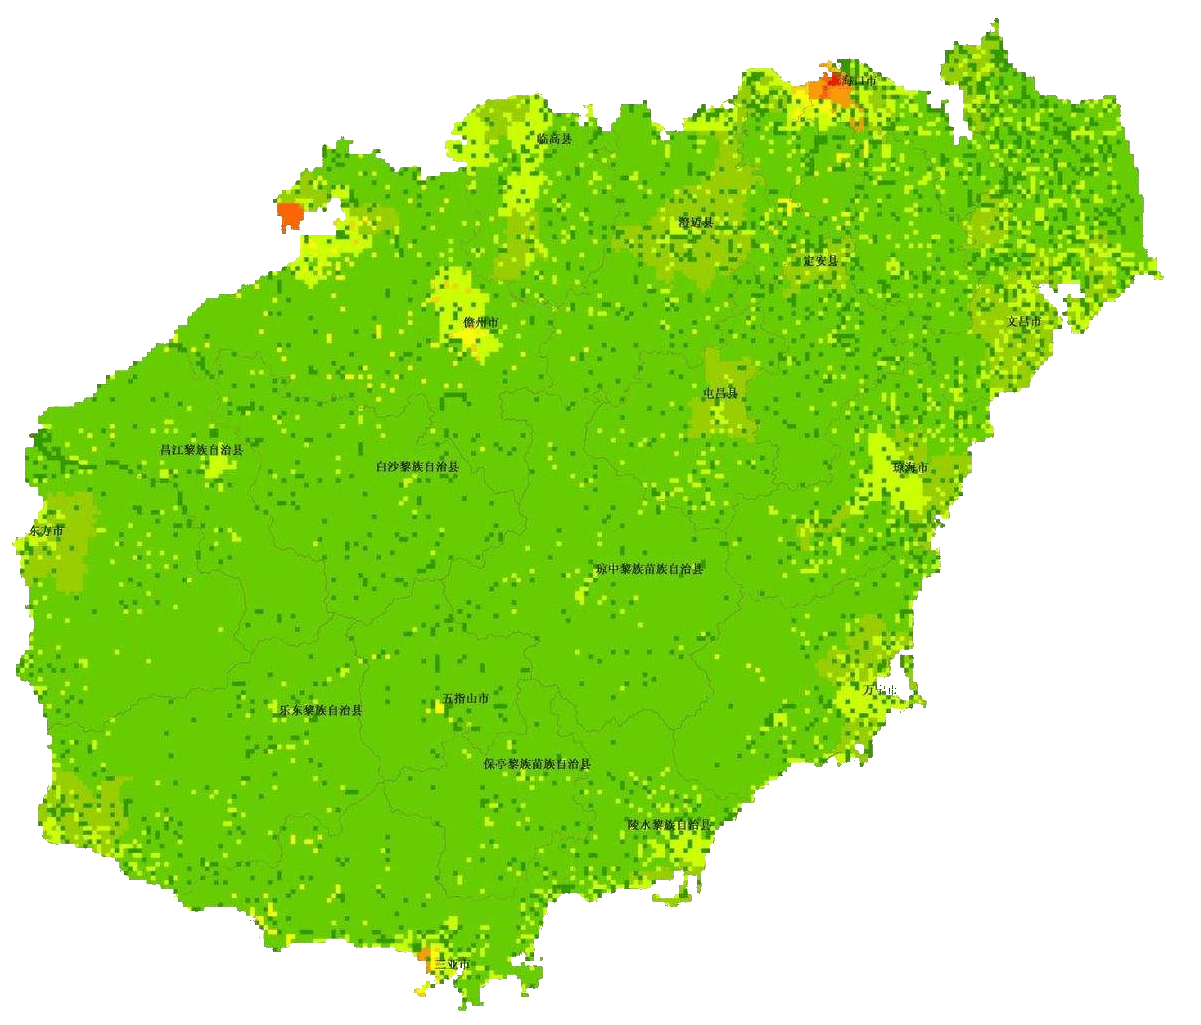 海口市
临高县
澄迈县
定安县
文昌市
儋州市
屯昌县
昌江黎族自治县
白沙黎族自治县
琼海市
东方市
琼中黎族苗族自治县
万宁市
五指山市
乐东黎族自治县
保亭黎族苗族自治县
陵水黎族自治县
三亚市